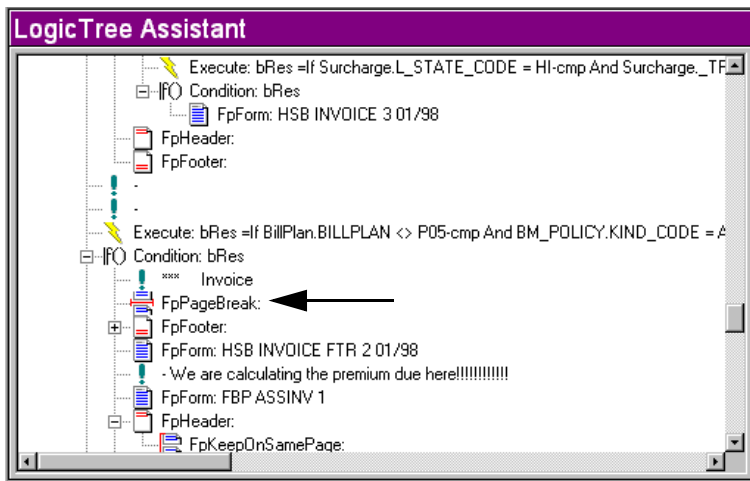 LogicTree Assistant
Execute: bRes =If Surcharge.L_STATE_CODE = HI-cmp And Surcharge._TF
If() Condition: bRes
FpForm: HSB INVOICE 3 01/98
FpHeader:
FpFooter:
-
-
Execute: bRes =If BillPlan.BILLPLAN <> P05-cmp And BM_POLICY.KIND_CODE = A
If() Condition: bRes
*** Invoice
FpPageBreak:
FpFooter:
FpForm: HSB INVOICE FTR 2 01/98
- We are calculating the premium due here!!!!!!!!!!!!
FpForm: FBP ASSINV 1
FpHeader:
FpKeepOnSamePage: